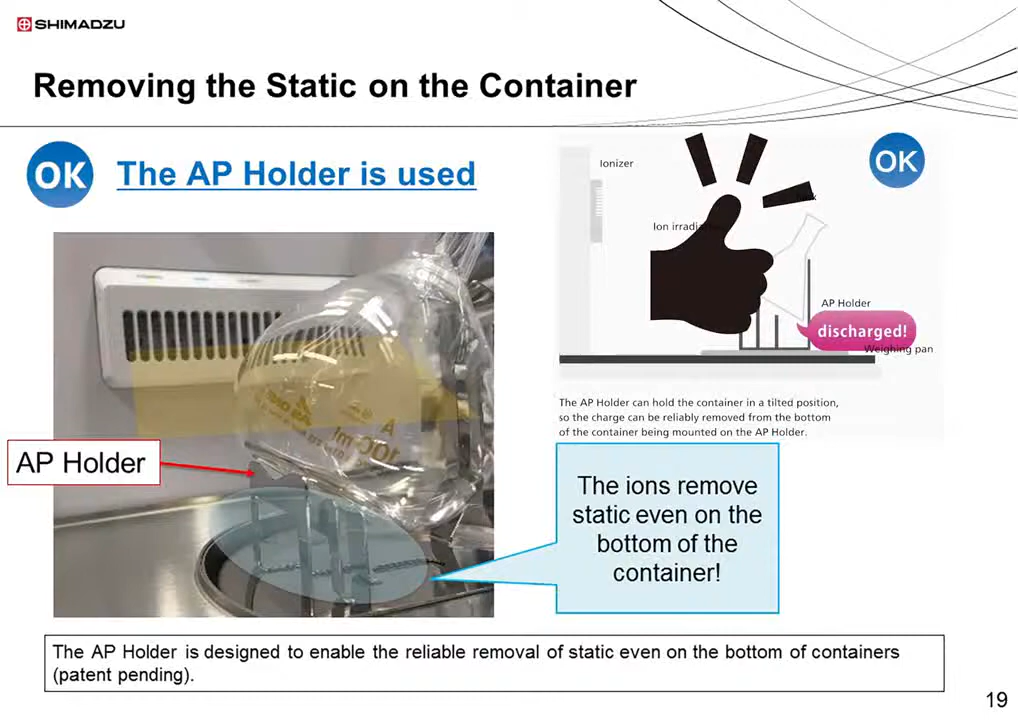 SHIMADZU
Removing the Static on the Container
OK
The AP Holder is used
OK
Ionizer
AP Holder
discharged!
Weighing pan
The AP Holder can hold the container in a tilted position,
so the charge can be reliably removed from the bottom
of the container being mounted on the AP Holder.
AP Holder
The ions remove
static even on the
bottom of the
container!
The AP Holder is designed to enable the reliable removal of static even on the bottom of containers
(patent pending).
19